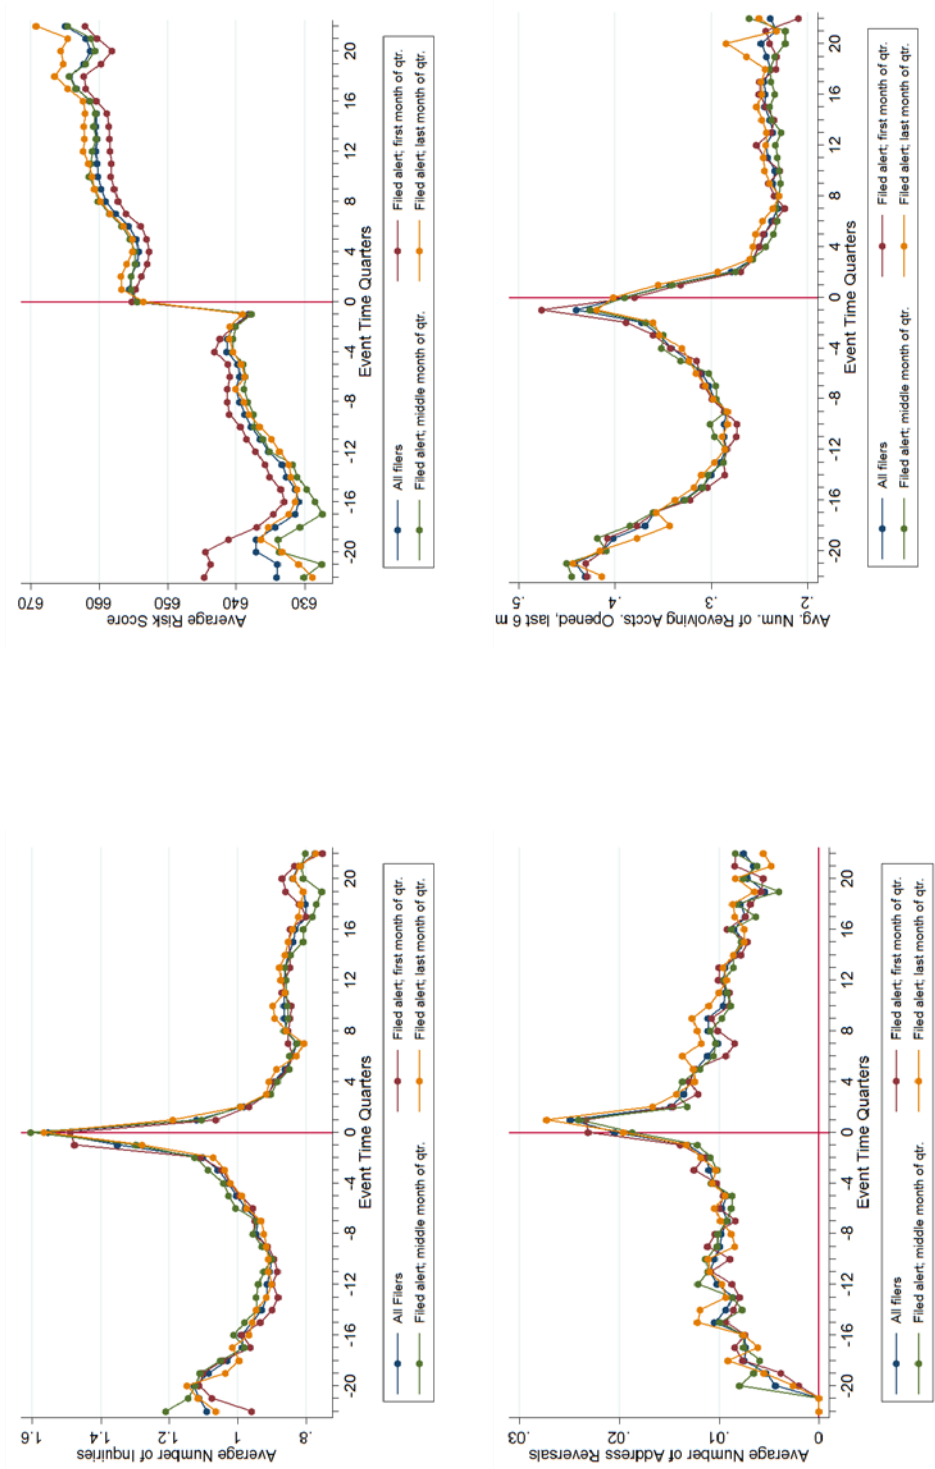 Average Number of Inquiries
1.6
1.4
1.2
1
.8
-20 -16 -12 -8 -4 0 4 8 12 16 20
Event Time Quarters
All Filers
Filed alert; first month of qtr.
Filed alert; middle month of qtr.
Filed alert; last month of qtr.
Average Risk Score
670
660
650
640
630
-20 -16 -12 -8 -4 0 4 8 12 16 20
Event Time Quarters
All filers
Filed alert; first month of qtr.
Filed alert; middle month of qtr.
Filed alert; last month of qtr.
Average Number of Address Reversals
.03
.02
.01
0
-20 -16 -12 -8 -4 0 4 8 12 16 20
Event Time Quarters
All filers
Filed alert; first month of qtr.
Filed alert; middle month of qtr.
Filed alert; last month of qtr.
Avg. Num. of Revolving Accts. Opened, last 6 m
.5
.4
.3
.2
-20 -16 -12 -8 -4 0 4 8 12 16 20
Event Time Quarters
All filers
Filed alert; first month of qtr.
Filed alert; middle month of qtr.
Filed alert; last month of qtr.